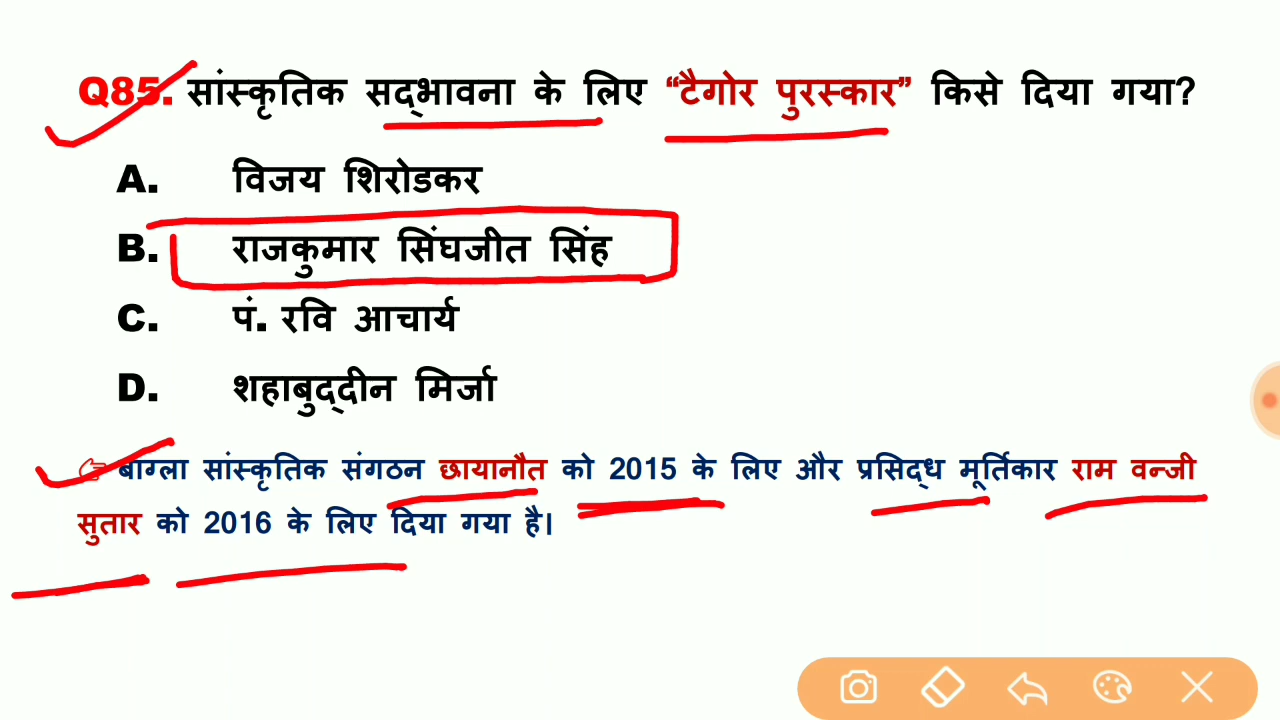 Q85. सांस्कृतिक सद्भावना के लिए “टैगोर पुरस्कार” किसे दिया गया?
A. विजय शिरोडकर
B. राजकुमार सिंघजीत सिंह
C. पं. रवि आचार्य
D. शहाबुद्दीन मिर्जा
☞ बांग्ला सांस्कृतिक संगठन छायानौत को 2015 के लिए और प्रसिद्ध मूर्तिकार राम वन्जी
सुतार को 2016 के लिए दिया गया है।